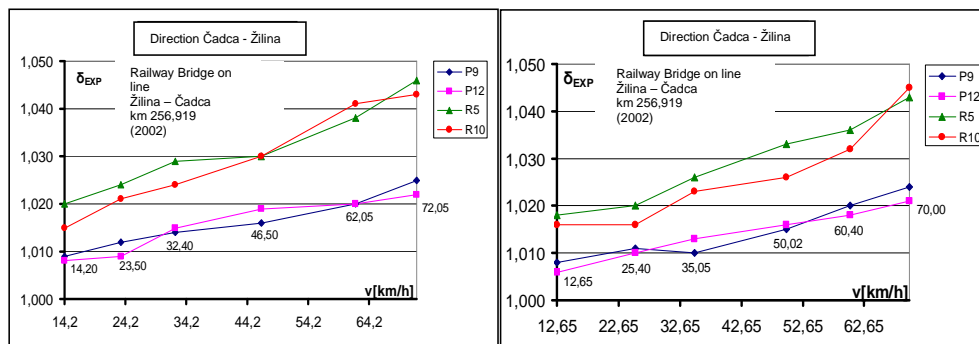 Direction Čadca - Žilina
1,050
1,040
1,030
1,020
1,010
1,000
δEXP
Railway Bridge on
line
Žilina – Čadca
km 256,919
(2002)
P9
P12
R5
R10
14,20
23,50
32,40
46,50
62,05
72,05
v[km/h]
14,2
24,2
34,2
44,2
54,2
64,2
Direction Čadca - Žilina
1,050
1,040
1,030
1,020
1,010
1,000
δEXP
Railway Bridge on line
Žilina – Čadca
km 256,919
(2002)
P9
P12
R5
R10
12,65
25,40
35,05
50,02
60,40
70,00
v[km/h]
12,65
22,65
32,65
42,65
52,65
62,65